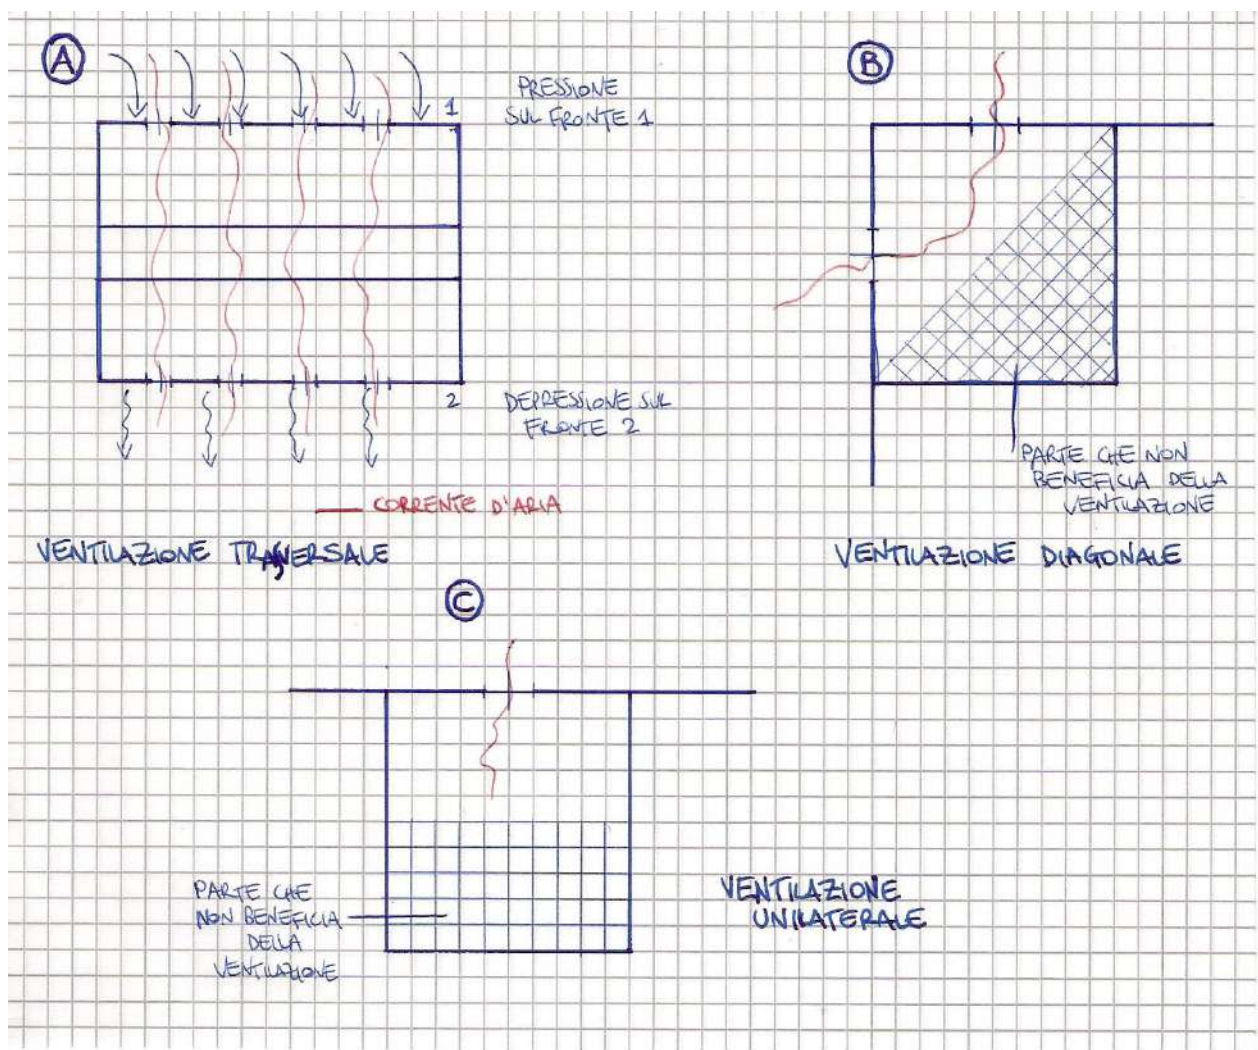 A
PRESSIONE
SUL FRONTE 1
1
2
DEPRESSIONE SUL
FRONTE 2
CORRENTE D'ARIA
VENTILAZIONE TRASVERSALE
B
PARTE CHE NON
BENEFICIA DELLA
VENTILAZIONE
VENTILAZIONE DIAGONALE
C
PARTE CHE
NON BENEFICIA
DELLA
VENTILAZIONE
VENTILAZIONE
UNILATERALE